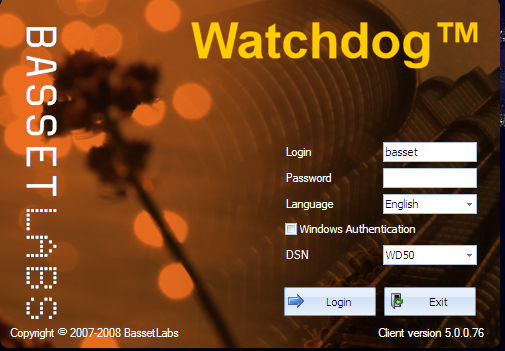 Watchdog™
BASSET LABS
Login
basset
Password
Language
English
Windows Authentication
DSN
WD50
Login
Exit
Copyright © 2007-2008 BassetLabs
Client version 5.0.0.76